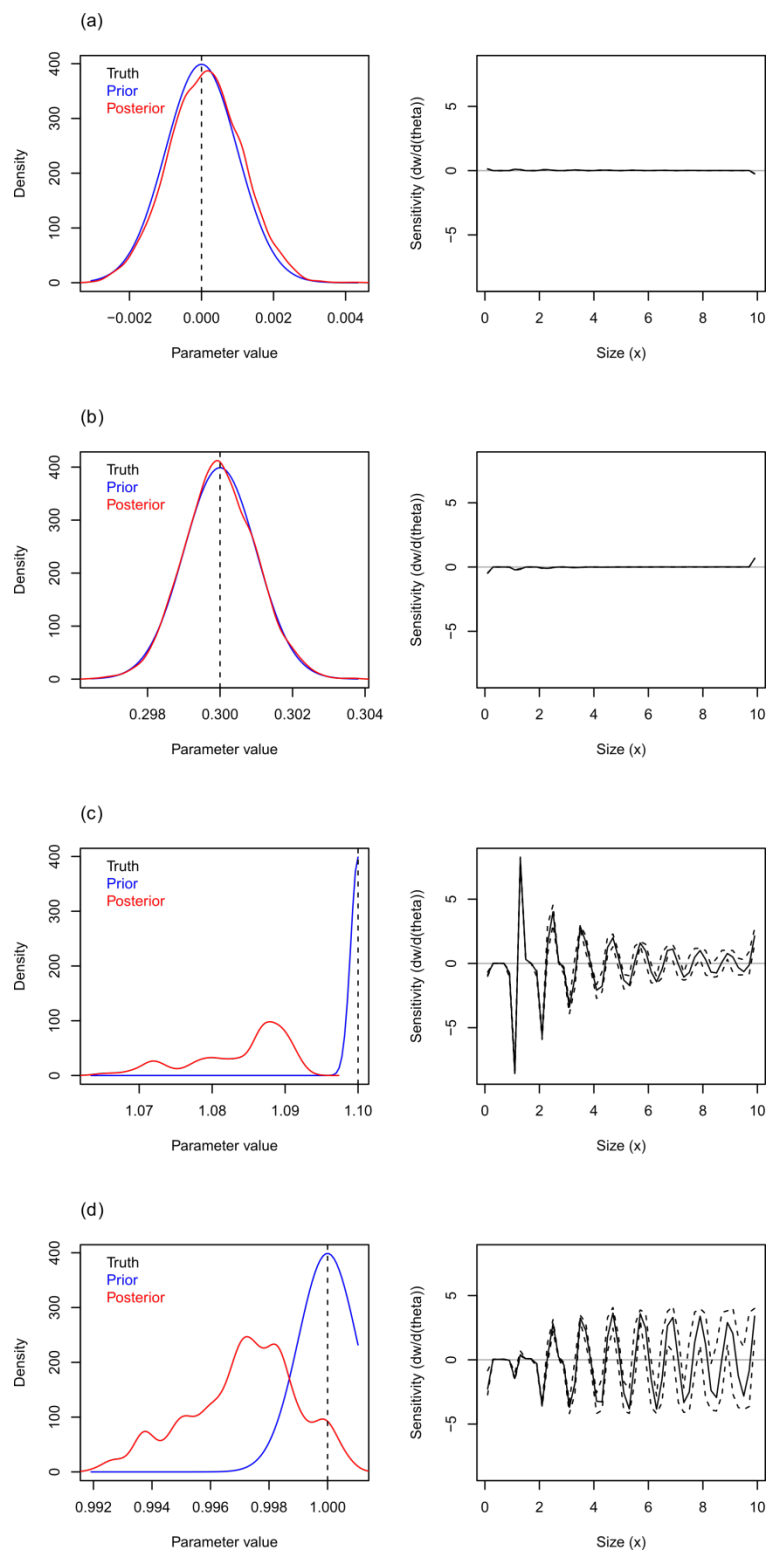 (a)
Truth
Prior
Posterior
Density
0 100 200 300 400
−0.002 0.000 0.002 0.004
Parameter value
Sensitivity (dw/d(theta))
−5 0 5
0 2 4 6 8 10
Size (x)
(b)
Truth
Prior
Posterior
Density
0 100 200 300 400
0.298 0.300 0.302 0.304
Parameter value
Sensitivity (dw/d(theta))
−5 0 5
0 2 4 6 8 10
Size (x)
(c)
Truth
Prior
Posterior
Density
0 100 200 300 400
1.07 1.08 1.09 1.10
Parameter value
Sensitivity (dw/d(theta))
−5 0 5
0 2 4 6 8 10
Size (x)
(d)
Truth
Prior
Posterior
Density
0 100 200 300 400
0.992 0.994 0.996 0.998 1.000
Parameter value
Sensitivity (dw/d(theta))
−5 0 5
0 2 4 6 8 10
Size (x)